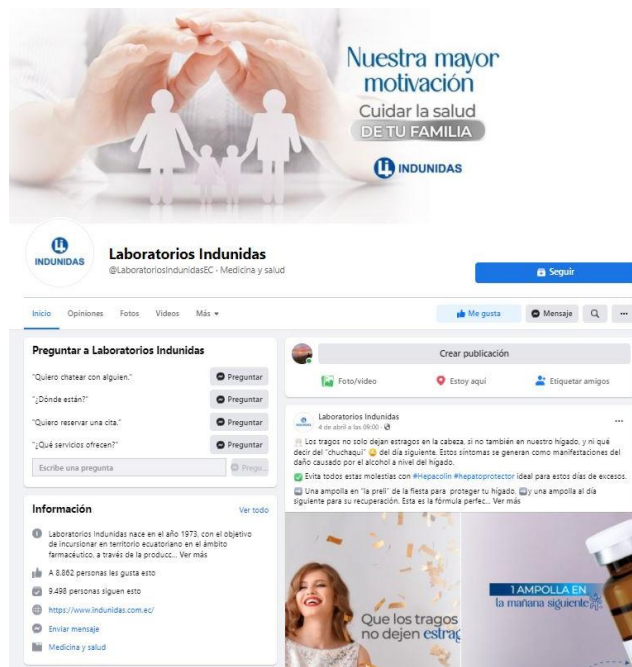 Nuestra mayor
motivación
Cuidar la salud
DE TU FAMILIA
INDUNIDAS
INDUNIDAS
Laboratorios Indunidas
@LaboratoriosIndunidasEC · Medicina y salud
Seguir
Inicio Opiniones Fotos Videos Más
Me gusta Mensaje ...
Preguntar a Laboratorios Indunidas
"Quiero chatear con alguien." Preguntar
"¿Dónde están?" Preguntar
"Quiero reservar una cita." Preguntar
"¿Qué servicios ofrecen?" Preguntar
Escribe una pregunta Pregu...
Información Ver todo
Laboratorios Indunidas nace en el año 1973, con el objetivo
de incursionar en territorio ecuatoriano en el ámbito
farmacéutico, a través de la producc... Ver más
A 8.862 personas les gusta esto
9.498 personas siguen esto
https://www.indunidas.com.ec/
Enviar mensaje
Medicina y salud
Crear publicación
Foto/video Estoy aquí Etiquetar amigos
Laboratorios Indunidas ...
4 de abril a las 09:00 ·
Los tragos no solo dejan estragos en la cabeza, si no también en nuestro hígado, y ni qué
decir del "chuchaqui" del día siguiente. Estos síntomas se generan como manifestaciones del
daño causado por el alcohol a nivel del hígado.
Evita todos estas molestias con #Hepacolin #hepatoprotector ideal para estos días de excesos.
Una ampolla en "la preli" de la fiesta para proteger tu hígado, y una ampolla al día
siguiente para su recuperación. Esta es la fórmula perfec... Ver más
Que los tragos
no dejen estrag
1 AMPOLLA EN
la mañana siguiente